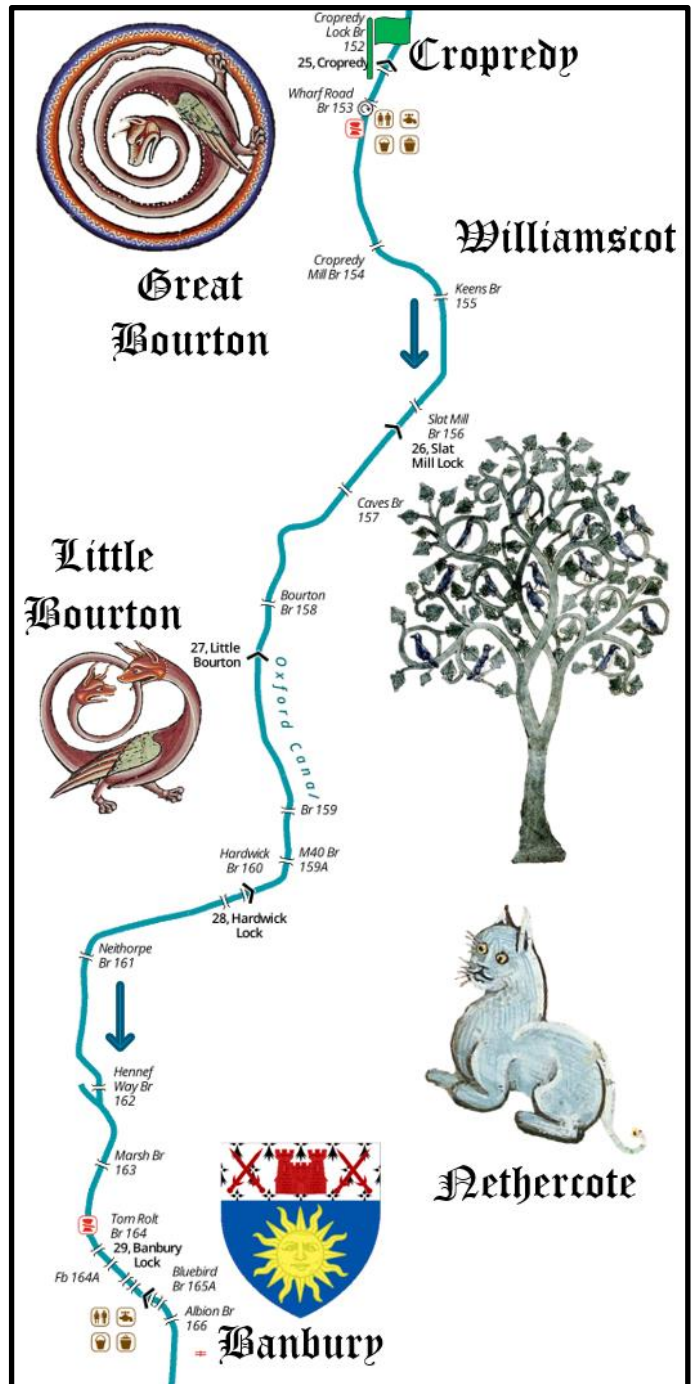 Cropredy
Lock Br
152
25, Cropredy
Cropredy
Wharf Road
Br 153
Williamscot
Cropredy
Mill Br 154
Great
Bourton
Keens Br
155
Slat Mill
Br 156
26, Slat
Mill Lock
Caves Br
157
Little
Bourton
Bourton
Br 158
27, Little
Bourton
Oxford Canal
Br 159
Hardwick
Br 160
M40 Br
159A
28, Hardwick
Lock
Neithorpe
Br 161
Hennef
Way Br
162
Marsh Br
163
Nethercote
Tom Rolt
Br 164
29, Banbury
Lock
Fb 164A
Bluebird
Br 165A
Albion Br
166
Banbury